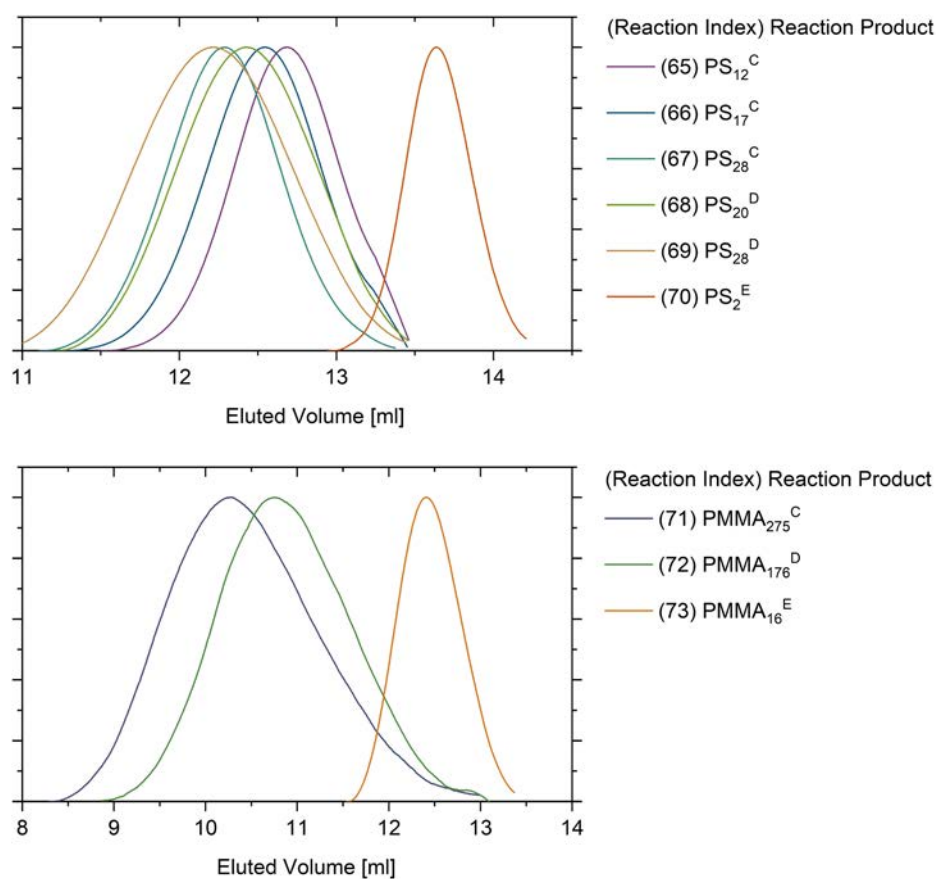 (Reaction Index) Reaction Product
(65) PS₁₂ᶜ
(66) PS₁₇ᶜ
(67) PS₂₈ᶜ
(68) PS₂₀ᴰ
(69) PS₂₈ᴰ
(70) PS₂ᴱ
11 12 13 14
Eluted Volume [ml]
(Reaction Index) Reaction Product
(71) PMMA₂₇₅ᶜ
(72) PMMA₁₇₆ᴰ
(73) PMMA₁₆ᴱ
8 9 10 11 12 13 14
Eluted Volume [ml]